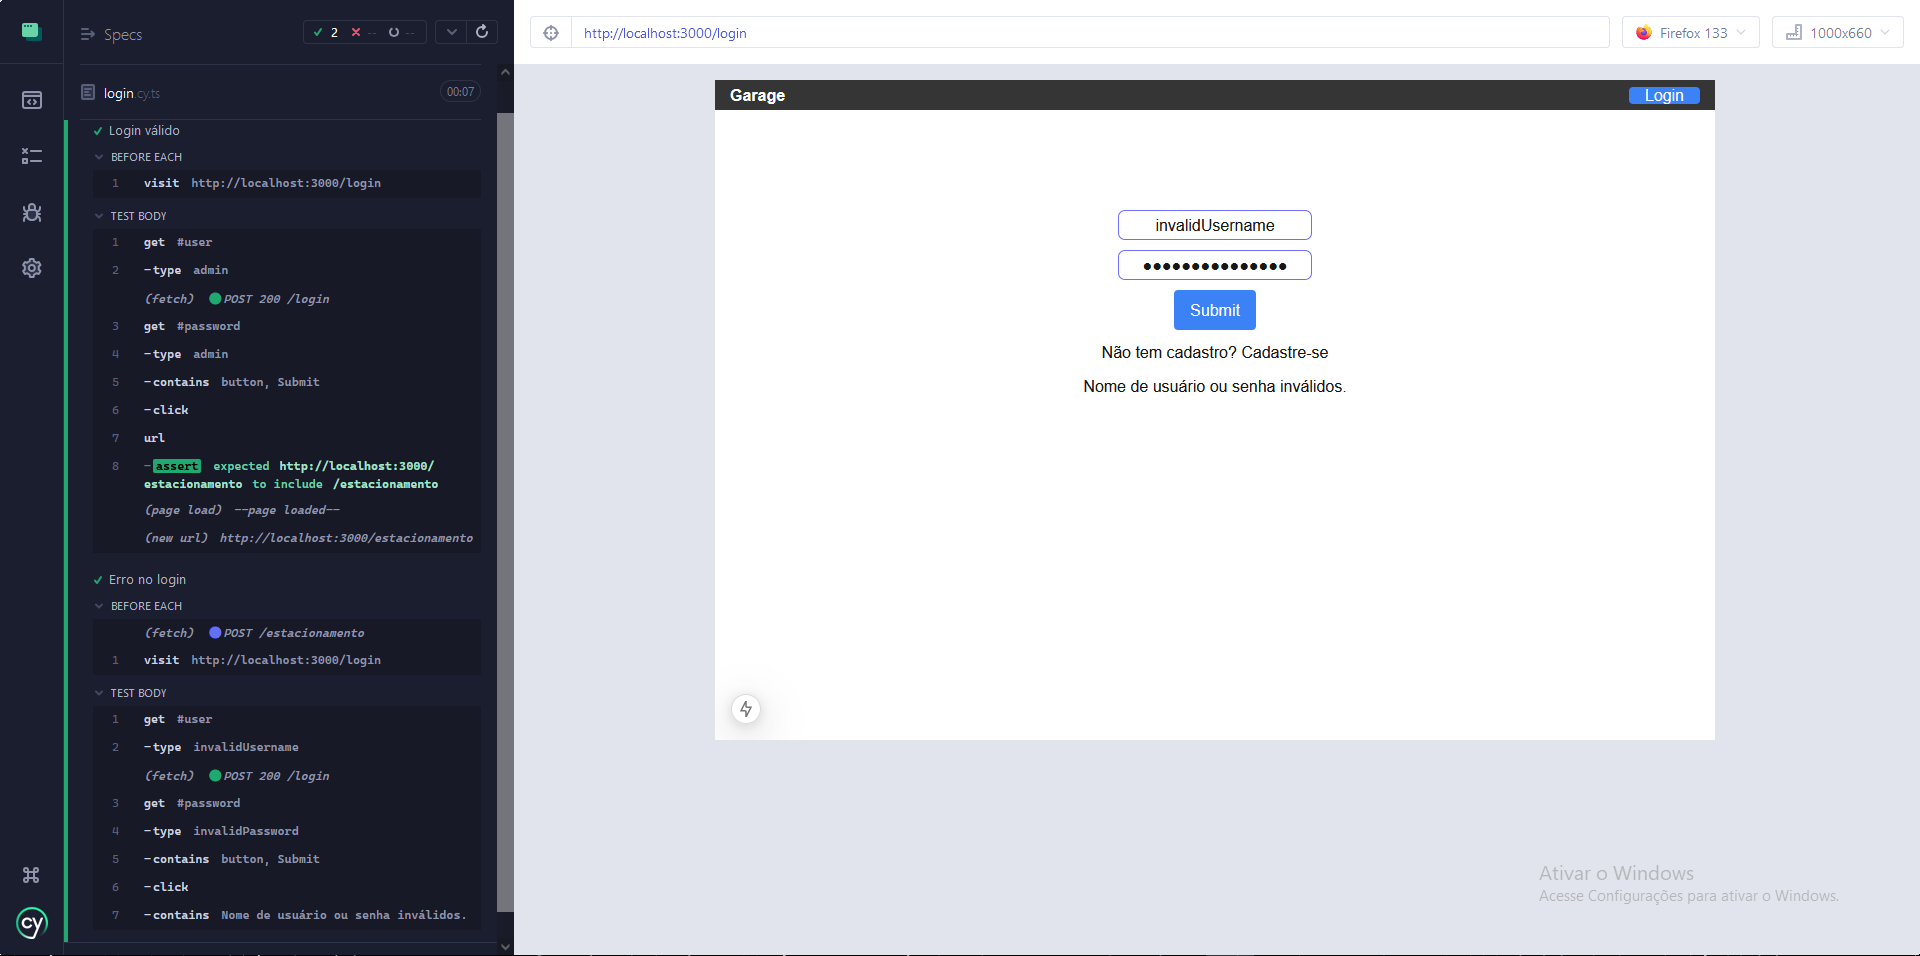 Specs
2 -- --
login.cy.ts
00:07
Login válido
BEFORE EACH
1 visit http://localhost:3000/login
TEST BODY
1 get #user
2 -type admin
(fetch) POST 200 /login
3 get #password
4 -type admin
5 -contains button, Submit
6 -click
7 url
8 -assert expected http://localhost:3000/
estacionamento to include /estacionamento
(page load) --page loaded--
(new url) http://localhost:3000/estacionamento
Erro no login
BEFORE EACH
(fetch) POST /estacionamento
1 visit http://localhost:3000/login
TEST BODY
1 get #user
2 -type invalidUsername
(fetch) POST 200 /login
3 get #password
4 -type invalidPassword
5 -contains button, Submit
6 -click
7 -contains Nome de usuário ou senha inválidos.
cy
http://localhost:3000/login
Firefox 133
1000x660
Garage
Login
invalidUsername
●●●●●●●●●●●●●●●
Submit
Não tem cadastro? Cadastre-se
Nome de usuário ou senha inválidos.
Ativar o Windows
Acesse Configurações para ativar o Windows.